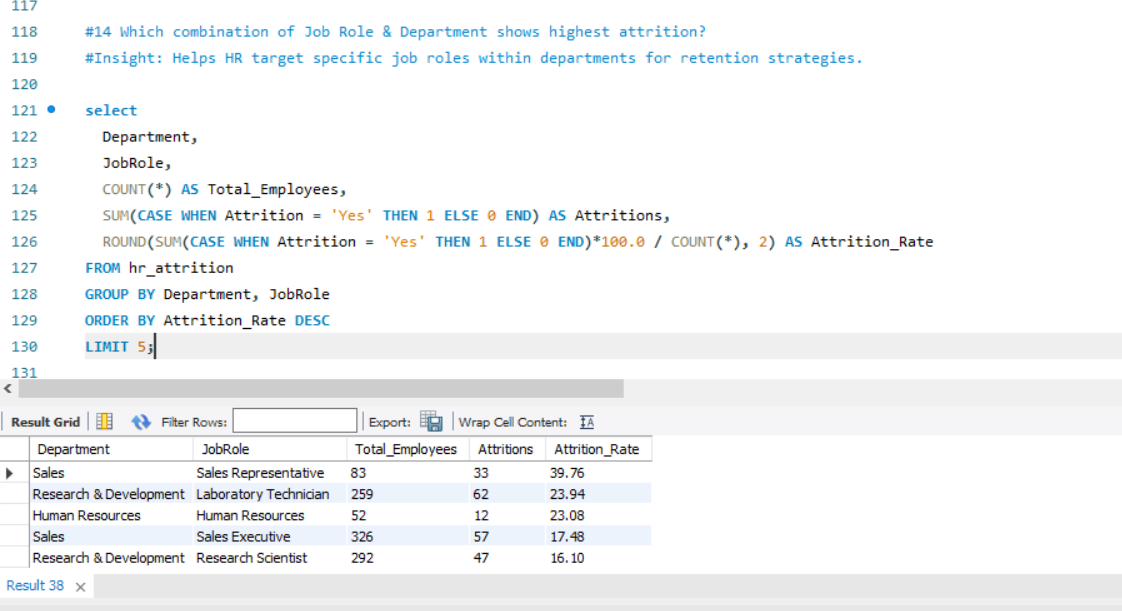 117
118 #14 Which combination of Job Role & Department shows highest attrition?
119 #Insight: Helps HR target specific job roles within departments for retention strategies.
120
121 select
122 Department,
123 JobRole,
124 COUNT(*) AS Total_Employees,
125 SUM(CASE WHEN Attrition = 'Yes' THEN 1 ELSE 0 END) AS Attritions,
126 ROUND(SUM(CASE WHEN Attrition = 'Yes' THEN 1 ELSE 0 END)*100.0 / COUNT(*), 2) AS Attrition_Rate
127 FROM hr_attrition
128 GROUP BY Department, JobRole
129 ORDER BY Attrition_Rate DESC
130 LIMIT 5;
131
Result Grid Filter Rows: Export: Wrap Cell Content: IA
Department JobRole Total_Employees Attritions Attrition_Rate
Sales Sales Representative 83 33 39.76
Research & Development Laboratory Technician 259 62 23.94
Human Resources Human Resources 52 12 23.08
Sales Sales Executive 326 57 17.48
Research & Development Research Scientist 292 47 16.10
Result 38 ×